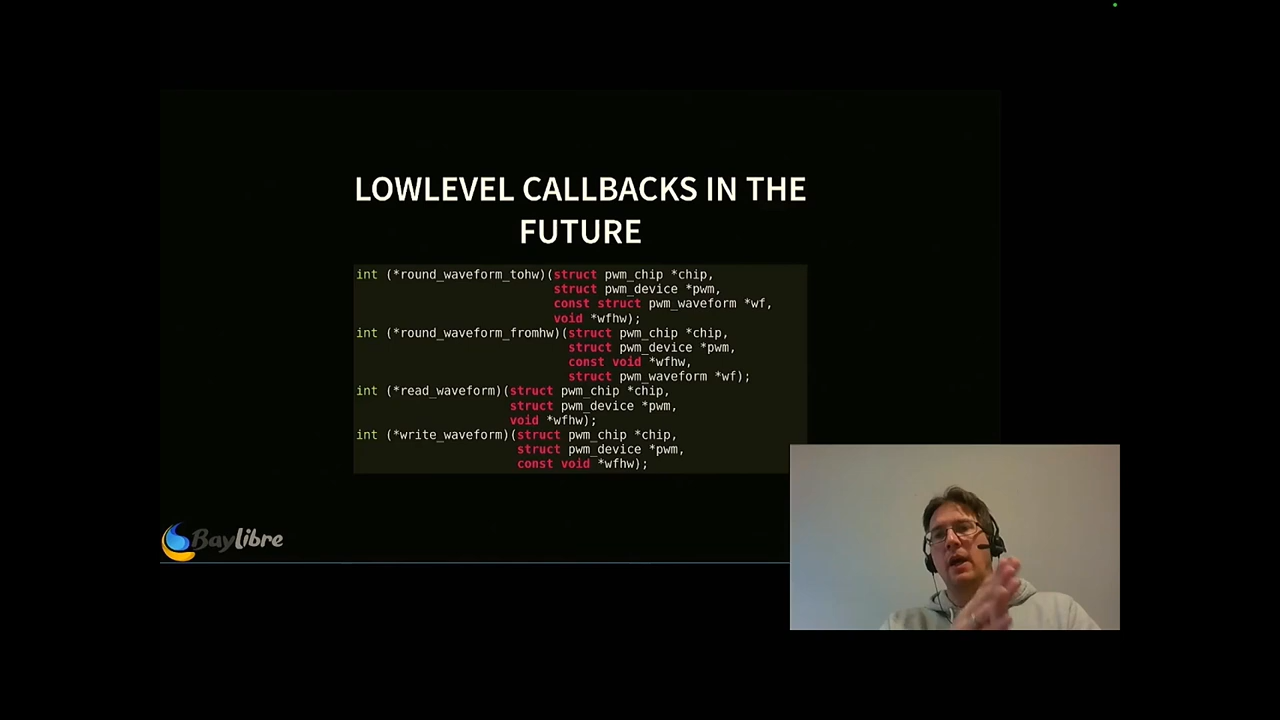 LOWLEVEL CALLBACKS IN THE
FUTURE
int (*round_waveform_tohw)(struct pwm_chip *chip,
struct pwm_device *pwm,
const struct pwm_waveform *wf,
void *wfhw);
int (*round_waveform_fromhw)(struct pwm_chip *chip,
struct pwm_device *pwm,
const void *wfhw,
struct pwm_waveform *wf);
int (*read_waveform)(struct pwm_chip *chip,
struct pwm_device *pwm,
void *wfhw);
int (*write_waveform)(struct pwm_chip *chip,
struct pwm_device *pwm,
const void *wfhw);
Baylibre